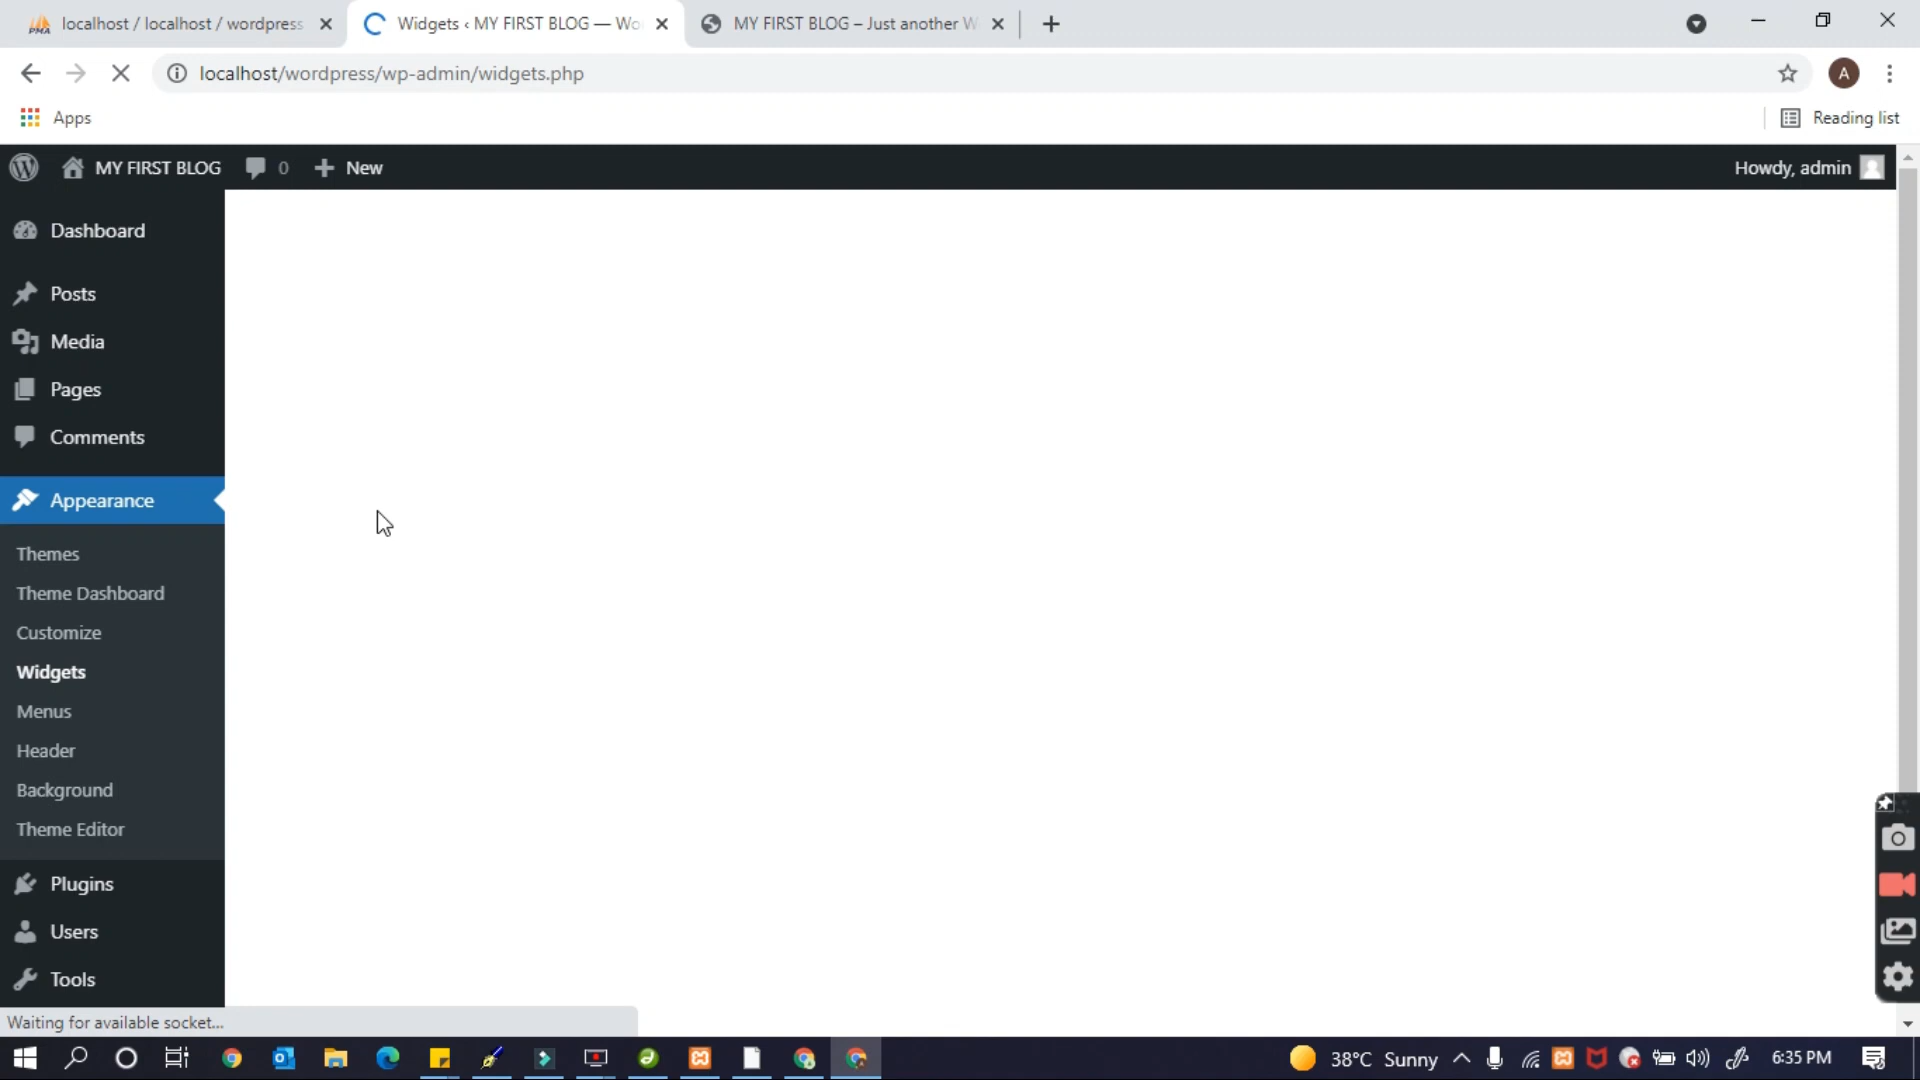 localhost / localhost / wordpress
Widgets ‹ MY FIRST BLOG — Wo
MY FIRST BLOG – Just another W
localhost/wordpress/wp-admin/widgets.php
A
Apps
Reading list
MY FIRST BLOG
0
New
Howdy, admin
Dashboard
Posts
Media
Pages
Comments
Appearance
Themes
Theme Dashboard
Customize
Widgets
Menus
Header
Background
Theme Editor
Plugins
Users
Tools
Waiting for available socket...
38°C Sunny
6:35 PM